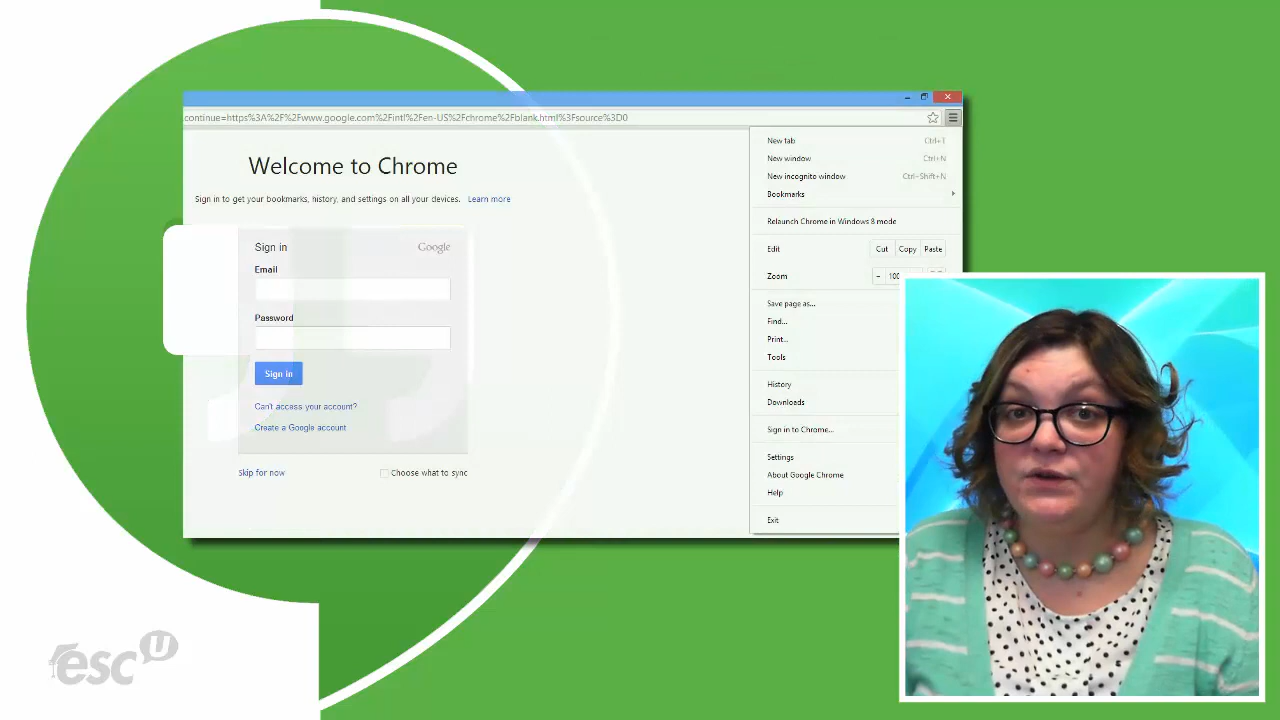 continue=http%3A%2F%2Fwww.google.com%2Fintl%2Fen-US%2Fchrome%2Fblank.html%3Fsource%3D0
Welcome to Chrome
Sign in to get your bookmarks, history, and settings on all your devices. Learn more
Sign in Google
Email
Password
Sign in
Can't access your account?
Create a Google account
Skip for now
Choose what to sync
New tab Ctrl+T
New window Ctrl+N
New incognito window Ctrl+Shift+N
Bookmarks
Relaunch Chrome in Windows 8 mode
Edit Cut Copy Paste
Zoom − 100
Save page as...
Find...
Print...
Tools
History
Downloads
Sign in to Chrome...
Settings
About Google Chrome
Help
Exit
esc U